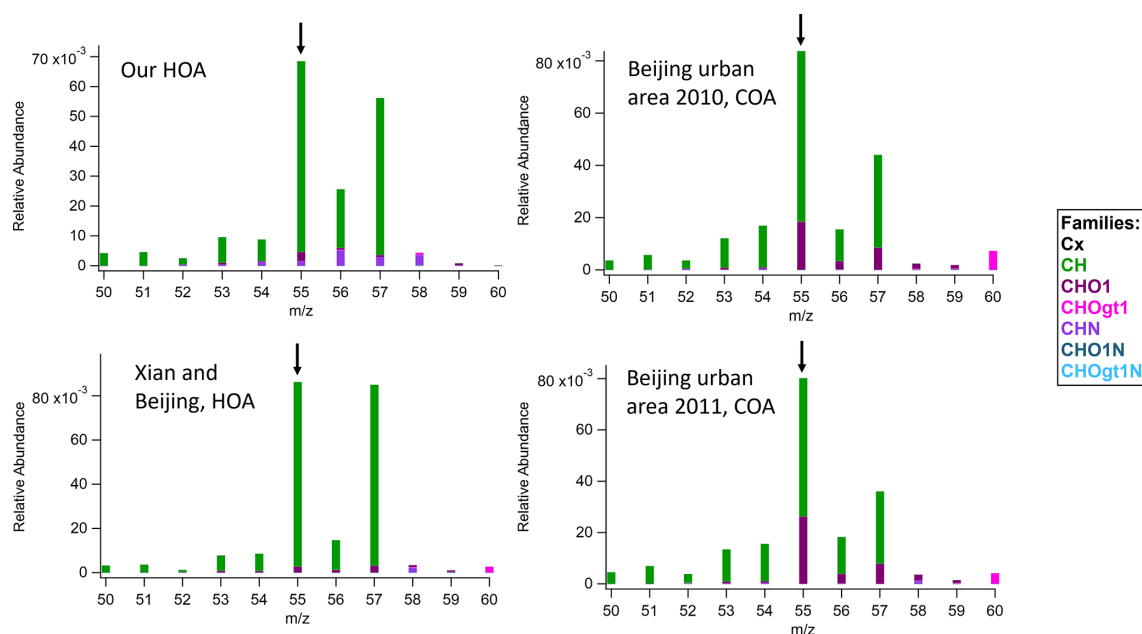 Our HOA
70 x10-3
60
50
40
30
20
10
0
Relative Abundance
50 51 52 53 54 55 56 57 58 59 60
m/z
Beijing urban
area 2010, COA
80 x10-3
60
40
20
0
Relative Abundance
50 51 52 53 54 55 56 57 58 59 60
m/z
Families:
Cx
CH
CHO1
CHOgt1
CHN
CHO1N
CHOgt1N
Xian and
Beijing, HOA
80 x10-3
60
40
20
0
Relative Abundance
50 51 52 53 54 55 56 57 58 59 60
m/z
Beijing urban
area 2011, COA
80 x10-3
60
40
20
0
Relative Abundance
50 51 52 53 54 55 56 57 58 59 60
m/z